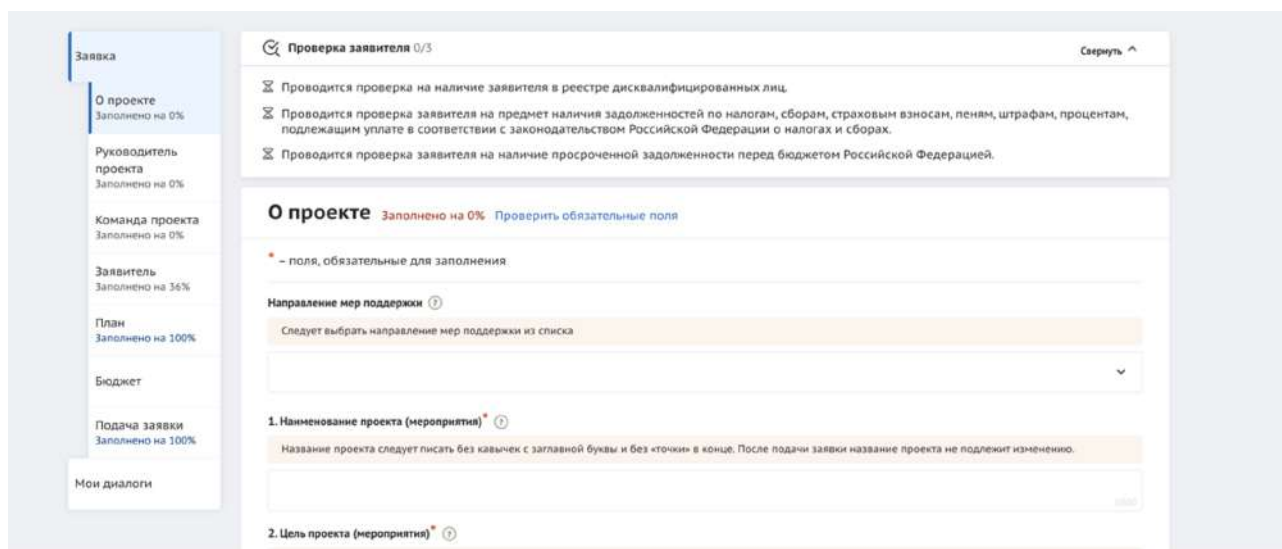 Заявка
О проекте
Заполнено на 0%
Руководитель
проекта
Заполнено на 0%
Команда проекта
Заполнено на 0%
Заявитель
Заполнено на 36%
План
Заполнено на 100%
Бюджет
Подача заявки
Заполнено на 100%
Мои диалоги
Проверка заявителя 0/3
Свернуть
Проводится проверка на наличие заявителя в реестре дисквалифицированных лиц.
Проводится проверка заявителя на предмет наличия задолженностей по налогам, сборам, страховым взносам, пеням, штрафам, процентам,
подлежащим уплате в соответствии с законодательством Российской Федерации о налогах и сборах.
Проводится проверка заявителя на наличие просроченной задолженности перед бюджетом Российской Федерацией.
О проекте Заполнено на 0% Проверить обязательные поля
* – поля, обязательные для заполнения
Направление мер поддержки ?
Следует выбрать направление мер поддержки из списка
1. Наименование проекта (мероприятия)* ?
Название проекта следует писать без кавычек с заглавной буквы и без «точки» в конце. После подачи заявки название проекта не подлежит изменению.
2. Цель проекта (мероприятия)* ?